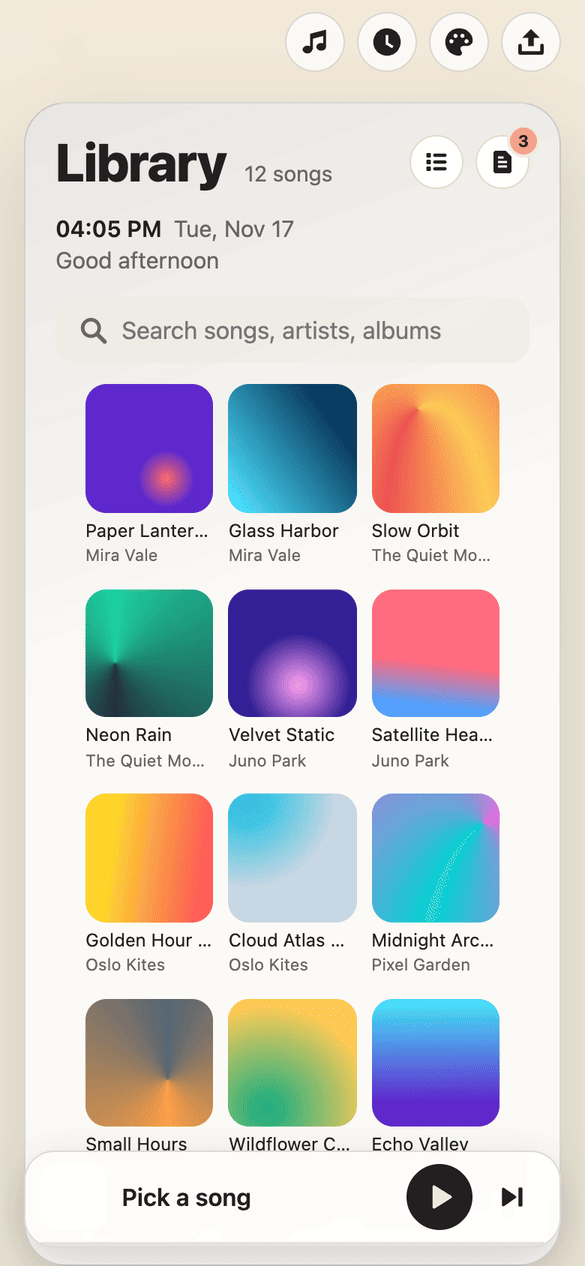 Library 12 songs 3
04:05 PM Tue, Nov 17
Good afternoon
Search songs, artists, albums
Paper Lanter... Glass Harbor Slow Orbit
Mira Vale Mira Vale The Quiet Mo...
Neon Rain Velvet Static Satellite Hea...
The Quiet Mo... Juno Park Juno Park
Golden Hour ... Cloud Atlas ... Midnight Arc...
Oslo Kites Oslo Kites Pixel Garden
Small Hours Wildflower C... Echo Valley
Pick a song